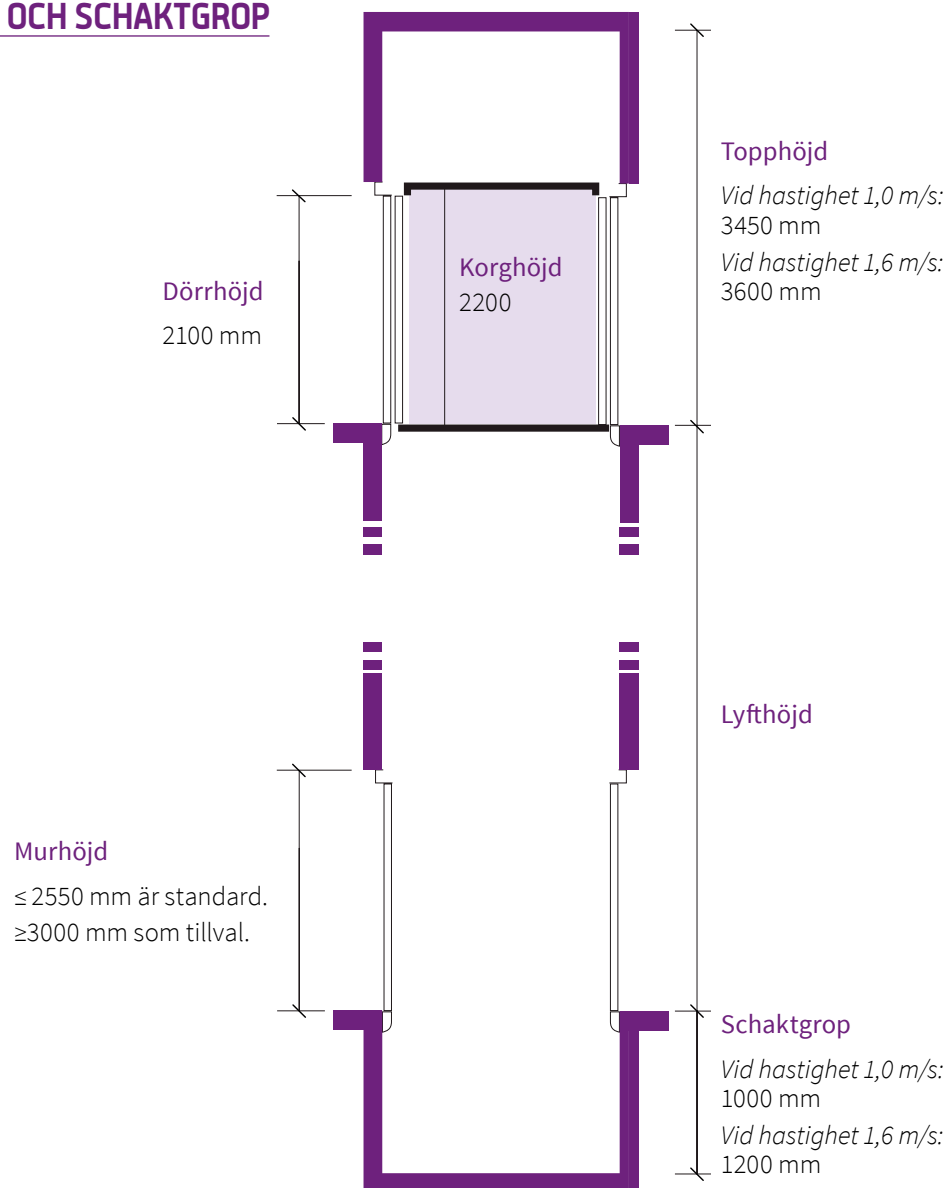 OCH SCHAKTGROP
Topphöjd
Vid hastighet 1,0 m/s:
3450 mm
Vid hastighet 1,6 m/s:
3600 mm
Korghöjd
2200
Dörrhöjd
2100 mm
Lyfthöjd
Murhöjd
≤ 2550 mm är standard.
≥3000 mm som tillval.
Schaktgrop
Vid hastighet 1,0 m/s:
1000 mm
Vid hastighet 1,6 m/s:
1200 mm